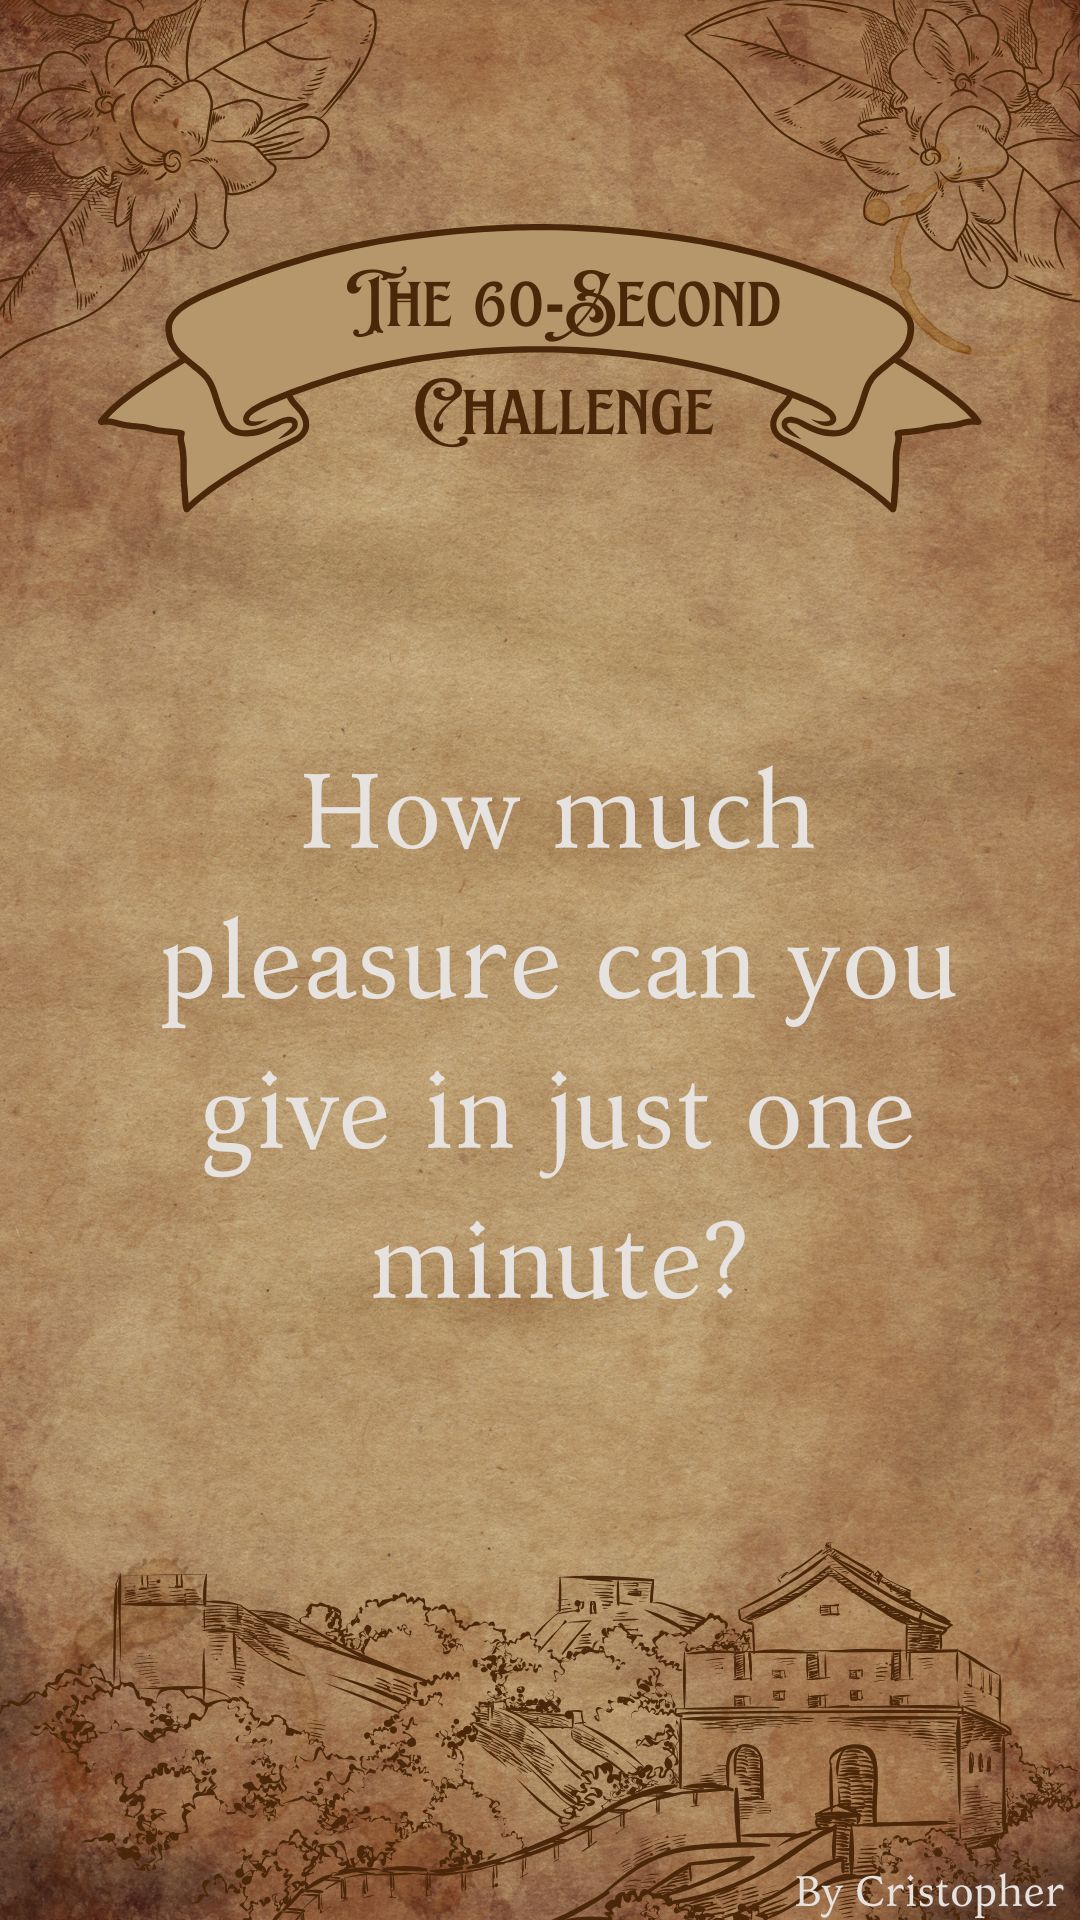 The 60-Second
Challenge
How much
pleasure can you
give in just one
minute?
By Cristopher